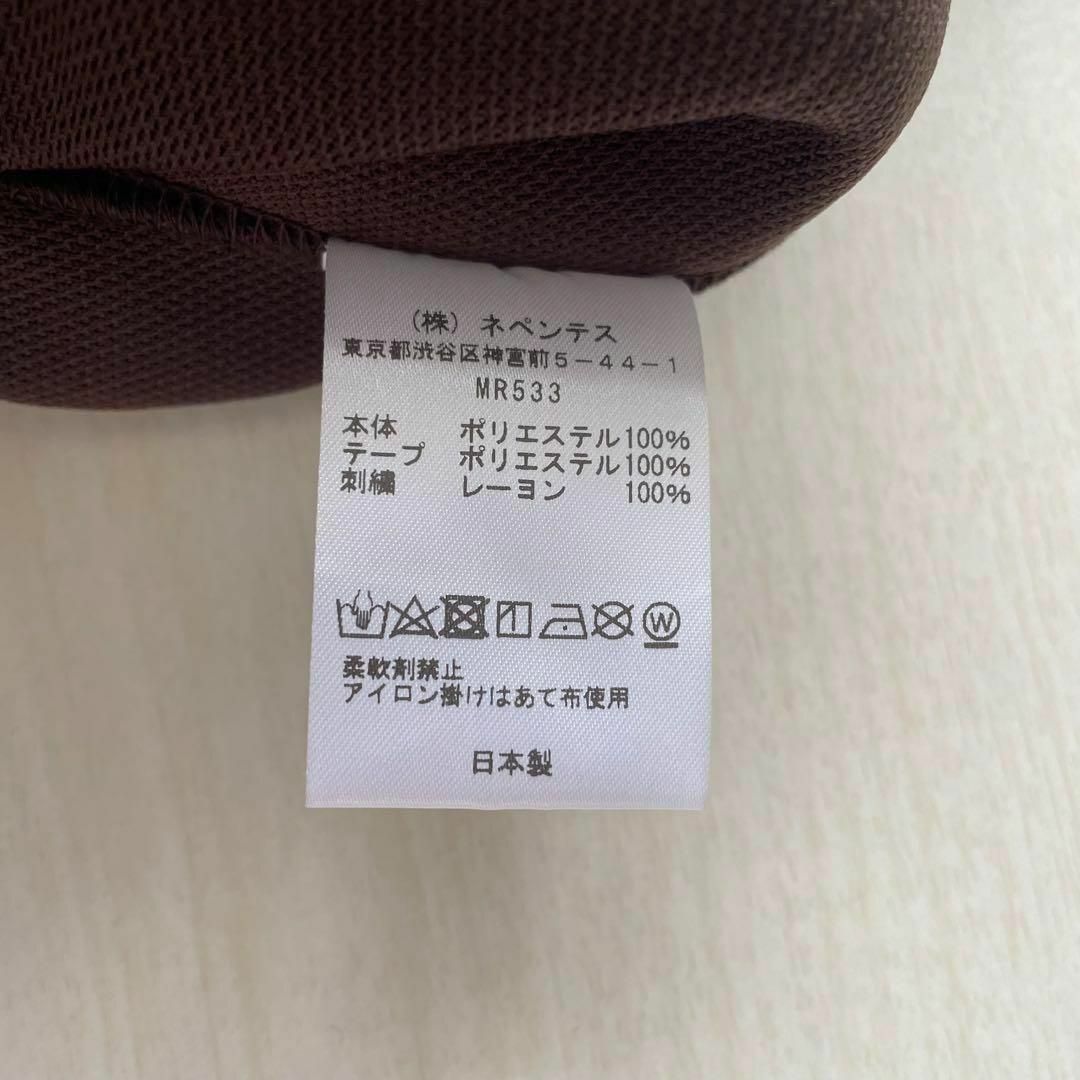 (株) ネペンテス
東京都渋谷区神宮前5-44-1
MR533
本体 ポリエステル100%
テープ ポリエステル100%
刺繍 レーヨン 100%
W
柔軟剤禁止
アイロン掛けはあて布使用
日本製